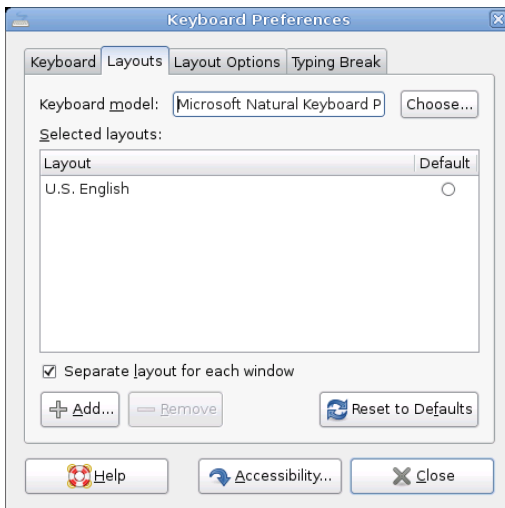 Keyboard Preferences
Keyboard Layouts Layout Options Typing Break
Keyboard model: Microsoft Natural Keyboard P Choose...
Selected layouts:
Layout Default
U.S. English
Separate layout for each window
Add... Remove Reset to Defaults
Help Accessibility... Close